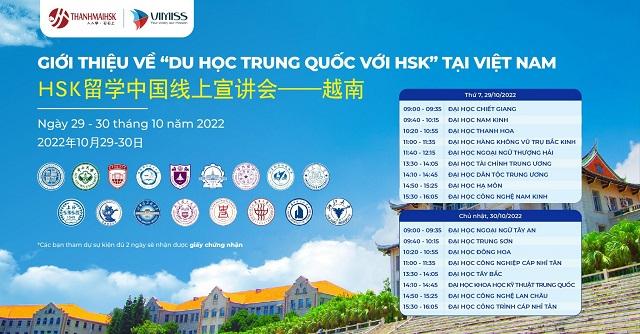 THANHMAIHSK
人人學・好好上
VIMISS
Your vision, our mission
GIỚI THIỆU VỀ “DU HỌC TRUNG QUỐC VỚI HSK” TẠI VIỆT NAM
HSK留学中国线上宣讲会——越南
Ngày 29 - 30 tháng 10 năm 2022
2022年10月29-30日
*Các bạn tham dự sự kiện đủ 2 ngày sẽ nhận được giấy chứng nhận
Thứ 7, 29/10/2022
09:00 - 09:35 ĐẠI HỌC CHIẾT GIANG
09:40 - 10:15 ĐẠI HỌC NAM KINH
10:20 - 10:55 ĐẠI HỌC THANH HOA
11:00 - 11:35 ĐẠI HỌC HÀNG KHÔNG VŨ TRỤ BẮC KINH
11:40 - 12:15 ĐẠI HỌC NGOẠI NGỮ THƯỢNG HẢI
13:30 - 14:05 ĐẠI HỌC TÀI CHÍNH TRUNG ƯƠNG
14:10 - 14:45 ĐẠI HỌC DÂN TỘC TRUNG ƯƠNG
14:50 - 15:25 ĐẠI HỌC HẠ MÔN
15:30 - 16:05 ĐẠI HỌC CÔNG NGHỆ NAM KINH
Chủ nhật, 30/10/2022
09:00 - 09:35 ĐẠI HỌC NGOẠI NGỮ TÂY AN
09:40 - 10:15 ĐẠI HỌC TRUNG SƠN
10:20 - 10:55 ĐẠI HỌC ĐÔNG HOA
11:00 - 11:35 ĐẠI HỌC CÔNG NGHIỆP CÁP NHĨ TÂN
13:30 - 14:05 ĐẠI HỌC TÂY BẮC
14:10 - 14:45 ĐẠI HỌC KHOA HỌC KỸ THUẬT TRUNG QUỐC
14:50 - 15:25 ĐẠI HỌC CÔNG NGHỆ LAN CHÂU
15:30 - 16:05 ĐẠI HỌC CÔNG TRÌNH CÁP NHĨ TÂN